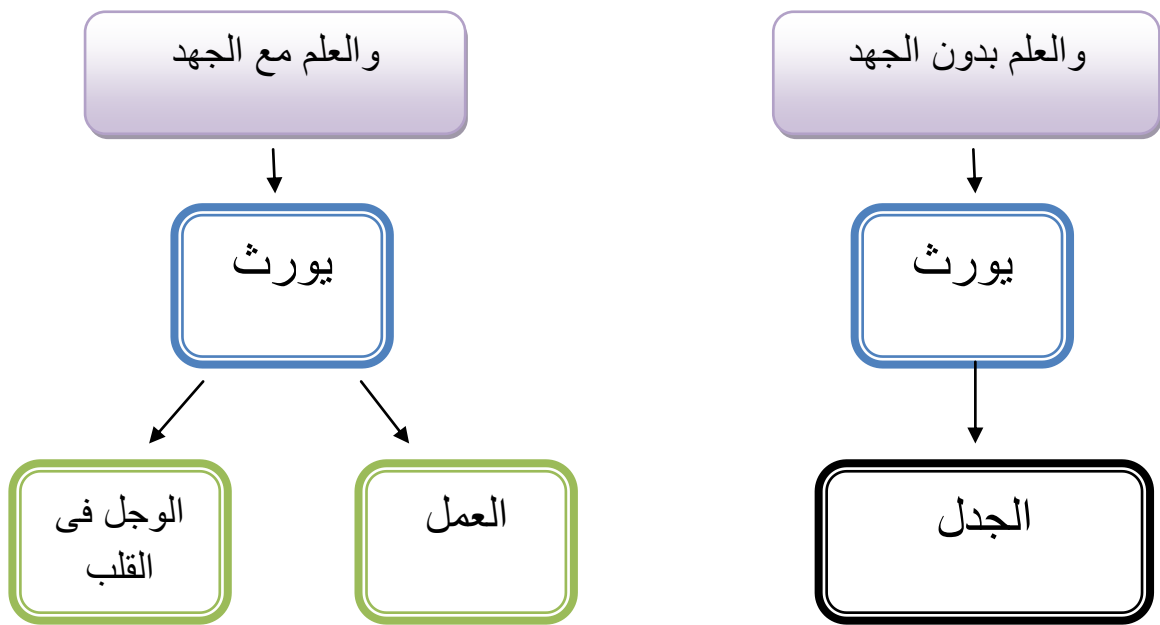 والعلم بدون الجهد
والعلم مع الجهد
يورث
يورث
الجدل
العمل
الوجل فى
القلب